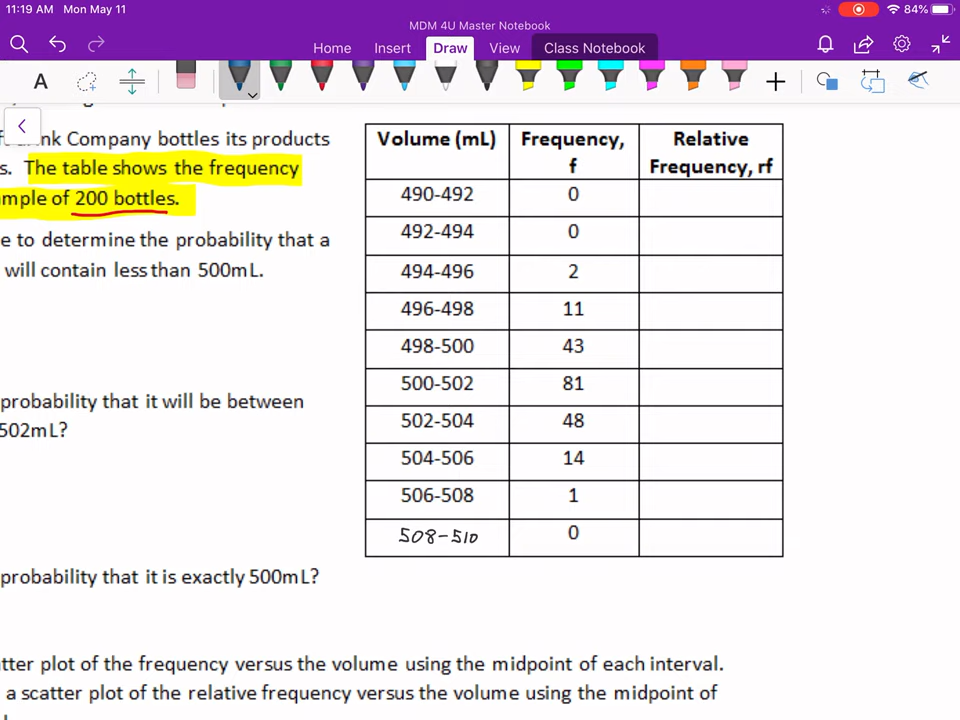 11:19 AM Mon May 11
84%
MDM 4U Master Notebook
Home Insert Draw View Class Notebook
A
Company bottles its products
s. The table shows the frequency
ample of 200 bottles.
e to determine the probability that a
will contain less than 500mL.
probability that it will be between
502mL?
probability that it is exactly 500mL?
Volume (mL) Frequency, f Relative Frequency, rf
490-492 0
492-494 0
494-496 2
496-498 11
498-500 43
500-502 81
502-504 48
504-506 14
506-508 1
508-510 0
tter plot of the frequency versus the volume using the midpoint of each interval.
a scatter plot of the relative frequency versus the volume using the midpoint of